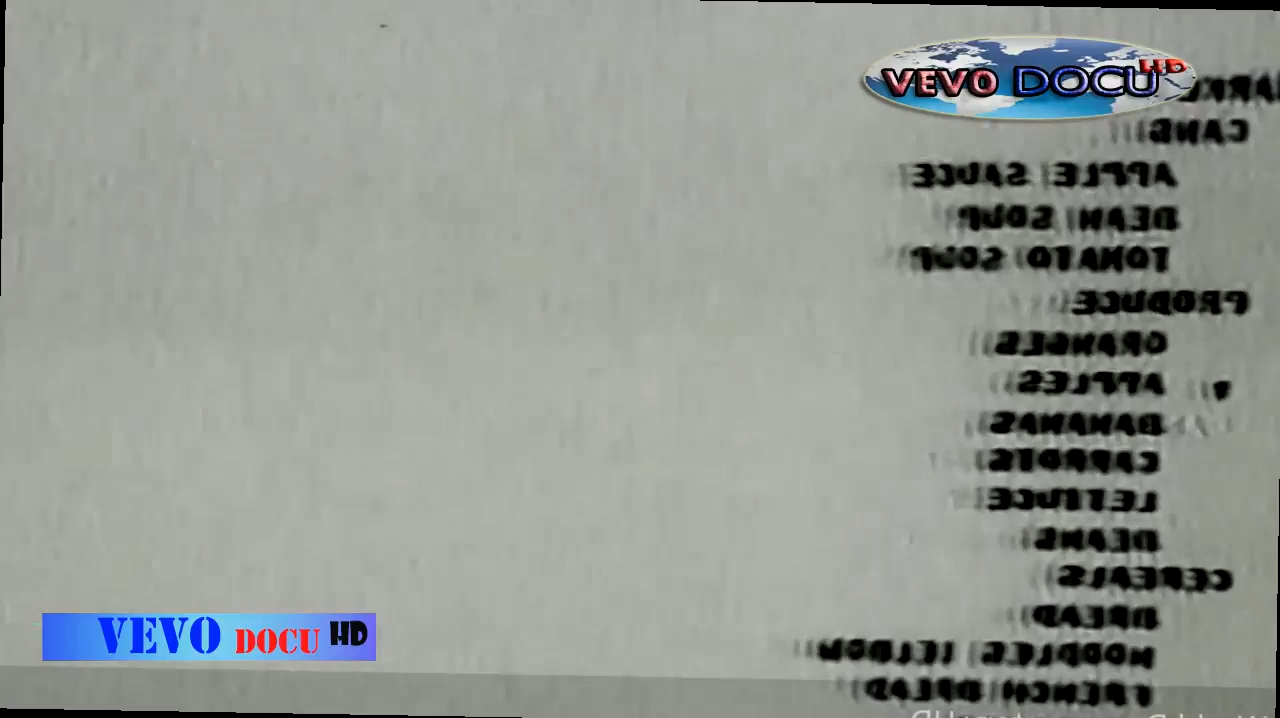 VEVO DOCU HD
CANS
APPLE SAUCE
BEAN SOUP
TOMATO SOUP
PRODUCE
ORANGES
APPLES
BANANAS
CARROTS
LETTUCE
BEANS
CEREALS
BREAD
NOODLES
FRENCH BREAD
VEVO DOCU HD